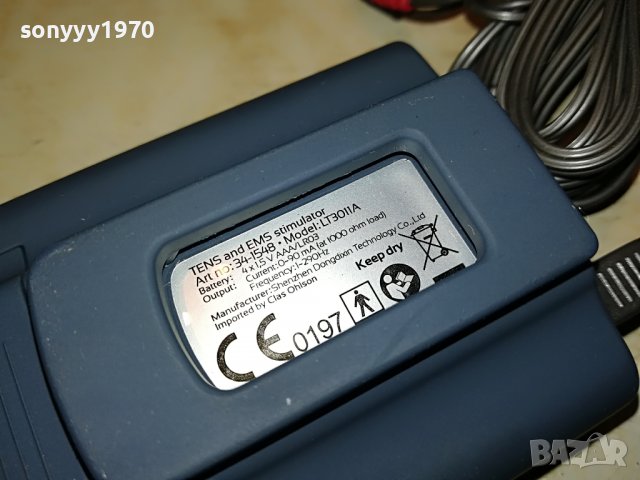 sonyyy1970
TENS and EMS stimulator
Art no: 34-1548 • Model: LT3011A
Battery: 4 x 1,5 V AAA/LR03
Output: Current: 0-90 mA (at 1000 ohm load)
Frequency: 1-290Hz
Manufacturer: Shenzhen Dongdixin Technology Co., Ltd
Imported by Clas Ohlson
Keep dry
CE 0197
BAZAR